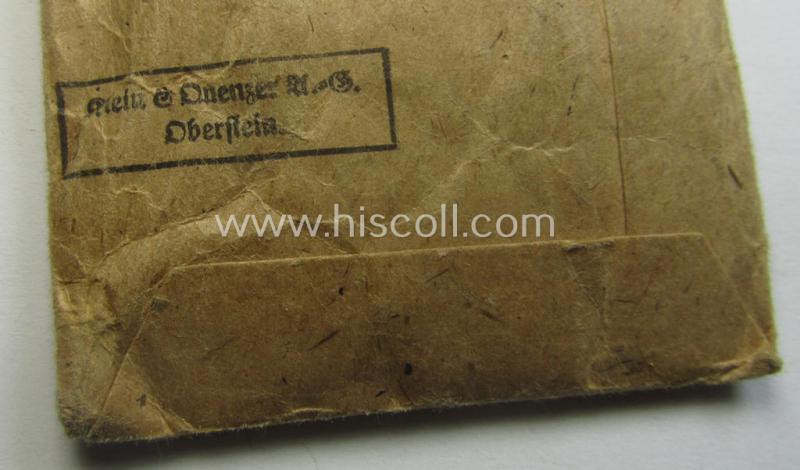 Klein & Quenzer A.-G.
Oberstein.
www.hiscoll.com